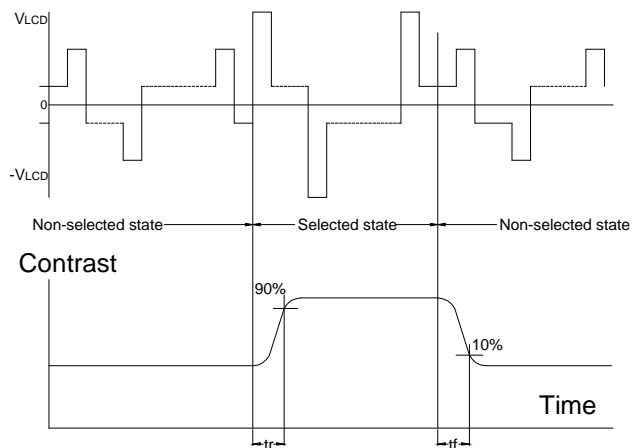 VLCD
0
-VLCD
Non-selected state
Selected state
Non-selected state
Contrast
90%
10%
Time
tr
tf